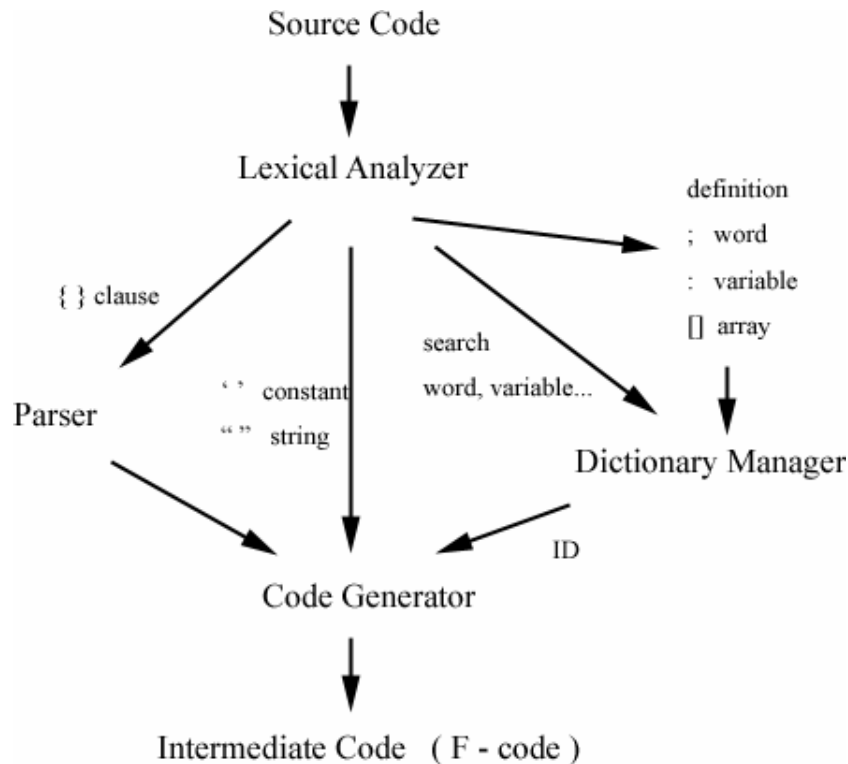 Source Code
Lexical Analyzer
definition
; word
: variable
[] array
{ } clause
search
word, variable...
‘ ’ constant
“ ” string
Parser
Dictionary Manager
ID
Code Generator
Intermediate Code ( F - code )